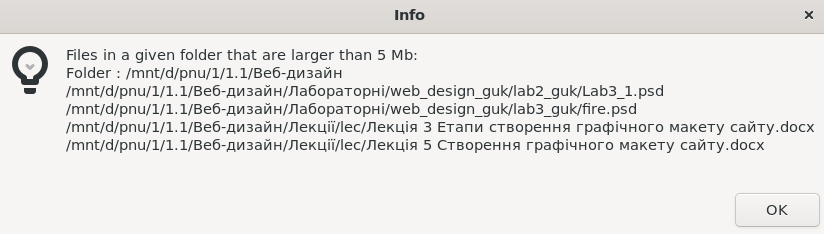 Info
Files in a given folder that are larger than 5 Mb:
Folder : /mnt/d/pnu/1/1.1/Веб-дизайн
/mnt/d/pnu/1/1.1/Веб-дизайн/Лабораторні/web_design_guk/lab2_guk/Lab3_1.psd
/mnt/d/pnu/1/1.1/Веб-дизайн/Лабораторні/web_design_guk/lab3_guk/fire.psd
/mnt/d/pnu/1/1.1/Веб-дизайн/Лекції/lec/Лекція 3 Етапи створення графічного макету сайту.docx
/mnt/d/pnu/1/1.1/Веб-дизайн/Лекції/lec/Лекція 5 Створення графічного макету сайту.docx
OK